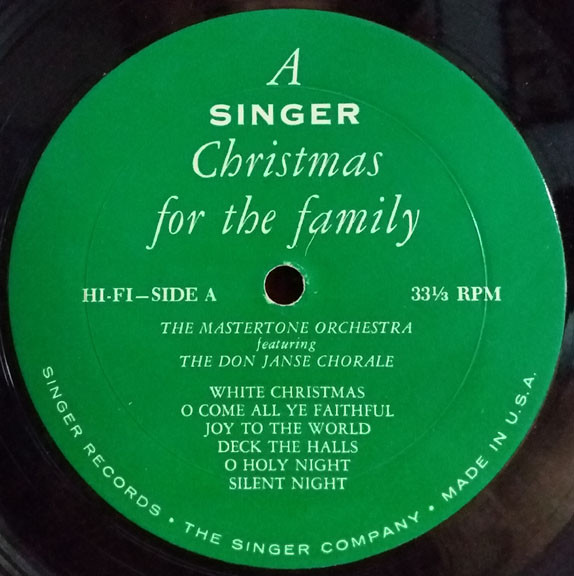 A
SINGER
Christmas
for the family
HI-FI—SIDE A
33⅓ RPM
THE MASTERTONE ORCHESTRA
featuring
THE DON JANSE CHORALE
WHITE CHRISTMAS
O COME ALL YE FAITHFUL
JOY TO THE WORLD
DECK THE HALLS
O HOLY NIGHT
SILENT NIGHT
SINGER RECORDS • THE SINGER COMPANY • MADE IN U.S.A.